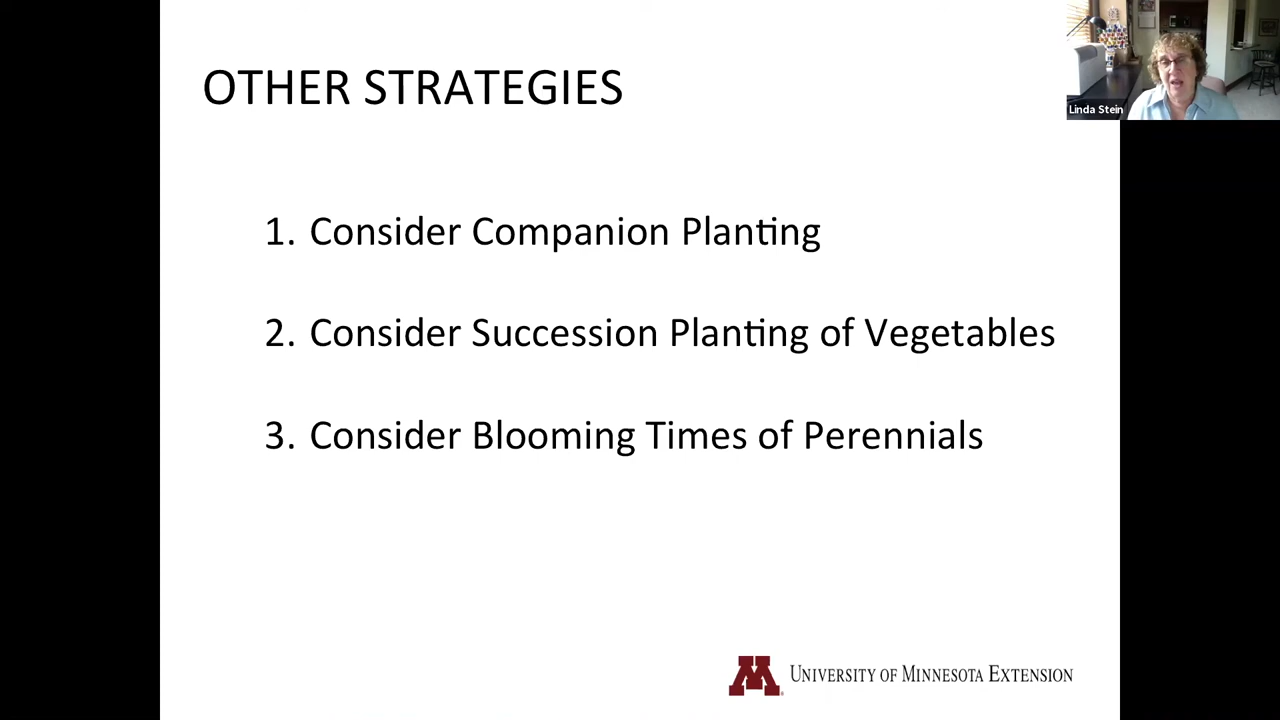 OTHER STRATEGIES
Linda Stein
1. Consider Companion Planting
2. Consider Succession Planting of Vegetables
3. Consider Blooming Times of Perennials
M UNIVERSITY OF MINNESOTA EXTENSION